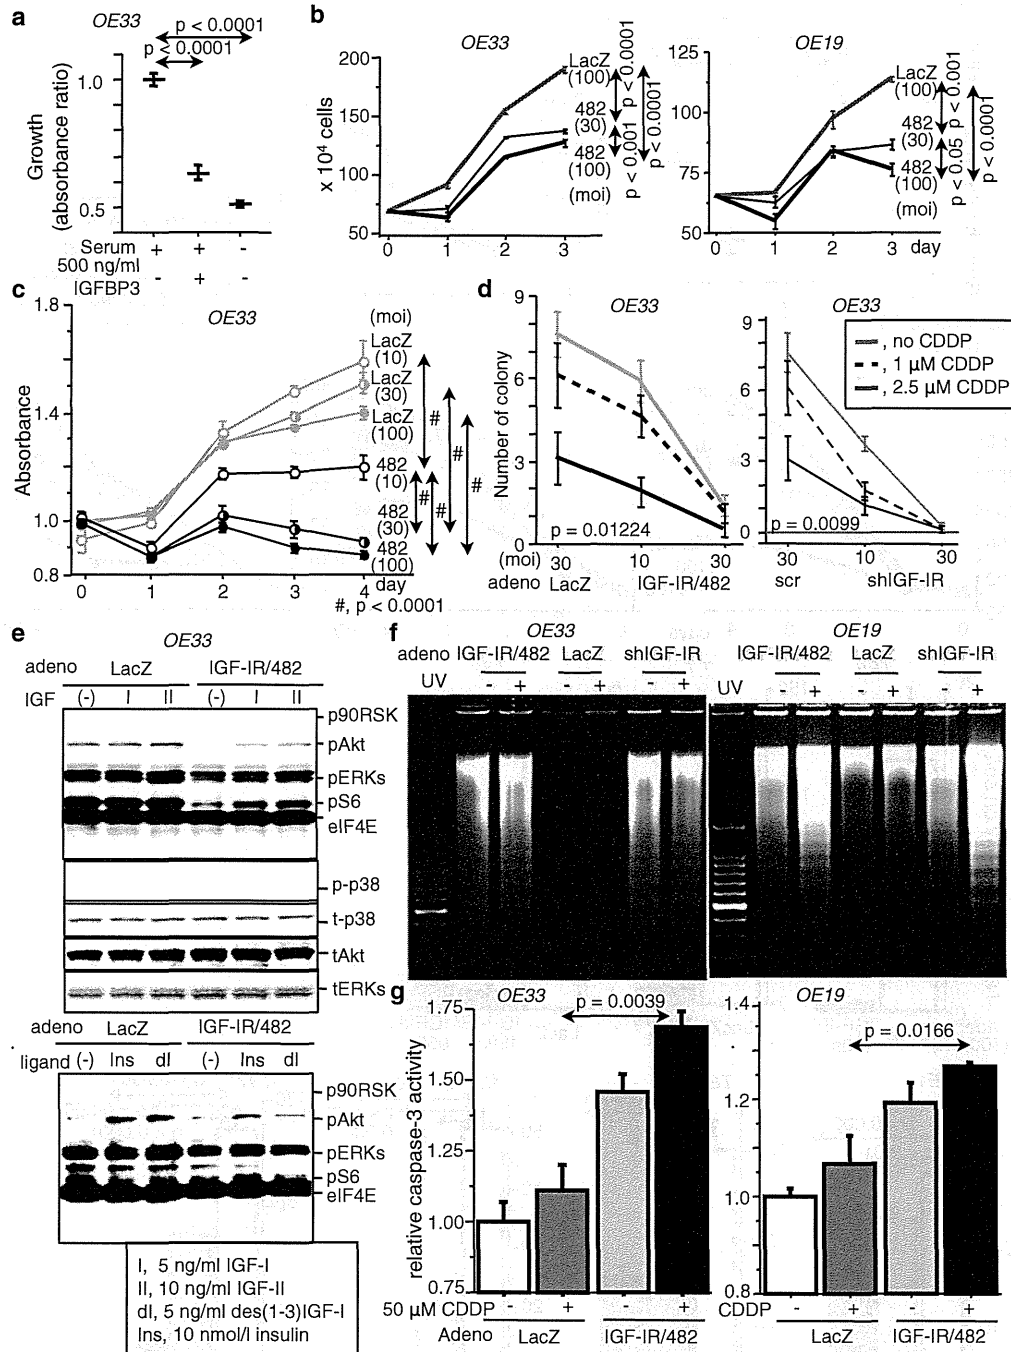 a
OE33
p < 0.0001
p < 0.0001
1.0
0.5
Growth
(absorbance ratio)
Serum + + -
500 ng/ml
IGFBP3 - + -
b
OE33
200
150
100
50
x 10⁴ cells
0 1 2 3
LacZ
(100)
482
(30)
482
(100)
(moi)
p < 0.001
p < 0.0001
p < 0.0001
OE19
125
100
75
50
0 1 2 3 day
LacZ
(100)
482
(30)
482
(100)
(moi)
p < 0.05
p < 0.001
p < 0.0001
c
OE33
1.8
1.4
1.0
0.8
Absorbance
0 1 2 3 4
day
(moi)
LacZ
(10)
LacZ
(30)
LacZ
(100)
482
(10)
482
(30)
482
(100)
# # # # #
#, p < 0.0001
d
OE33
9
6
3
0
Number of colony
p = 0.01224
(moi) 30 10 30
adeno LacZ IGF-IR/482
OE33
9
6
3
0
p = 0.0099
30 10 30
scr shIGF-IR
, no CDDP
, 1 µM CDDP
, 2.5 µM CDDP
e
OE33
adeno LacZ IGF-IR/482
IGF (-) I II (-) I II
p90RSK
pAkt
pERKs
pS6
eIF4E
p-p38
t-p38
tAkt
tERKs
adeno LacZ IGF-IR/482
ligand (-) Ins dI (-) Ins dI
p90RSK
pAkt
pERKs
pS6
eIF4E
I, 5 ng/ml IGF-I
II, 10 ng/ml IGF-II
dI, 5 ng/ml des(1-3)IGF-I
Ins, 10 nmol/l insulin
f
OE33
adeno IGF-IR/482 LacZ shIGF-IR
UV - + - + - +
OE19
IGF-IR/482 LacZ shIGF-IR
UV - + - + - +
g
OE33
p = 0.0039
1.75
1.50
1.25
1.00
0.75
relative caspase-3 activity
50 µM CDDP - + - +
Adeno LacZ IGF-IR/482
OE19
p = 0.0166
1.4
1.2
1.0
0.8
CDDP - + - +
LacZ IGF-IR/482